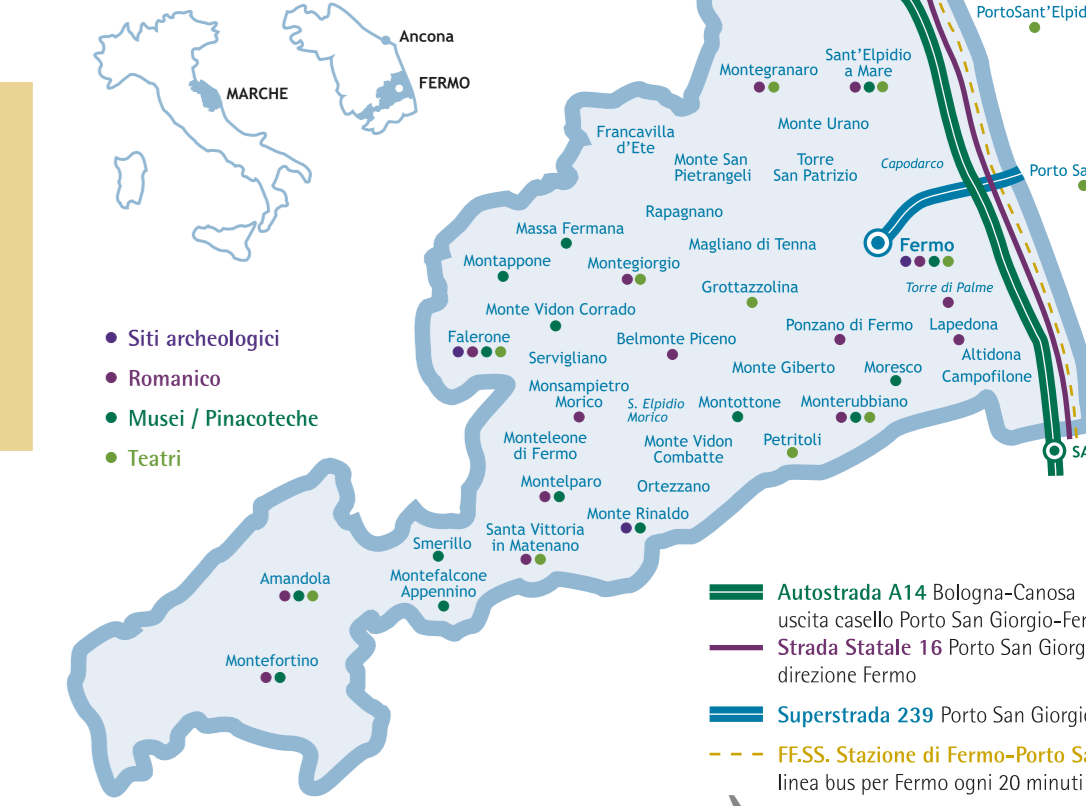 PortoSant'Elpid
Ancona
FERMO
MARCHE
Sant'Elpidio
a Mare
Montegranaro
Monte Urano
Francavilla
d'Ete
Monte San
Pietrangeli
Torre
San Patrizio
Capodarco
Porto Sa
Rapagnano
Massa Fermana
Magliano di Tenna
Fermo
Montappone
Montegiorgio
Grottazzolina
Torre di Palme
Monte Vidon Corrado
Ponzano di Fermo
Lapedona
Falerone
Belmonte Piceno
Servigliano
Altidona
Monte Giberto
Moresco
Campofilone
Monsampietro
Morico
S. Elpidio
Morico
Montottone
Monterubbiano
Monteleone
di Fermo
Monte Vidon
Combatte
Petritoli
SA
Montelparo
Ortezzano
Monte Rinaldo
Santa Vittoria
in Matenano
Smerillo
Montefalcone
Appennino
Amandola
Montefortino
Siti archeologici
Romanico
Musei / Pinacoteche
Teatri
Autostrada A14 Bologna-Canosa
uscita casello Porto San Giorgio-Fer
Strada Statale 16 Porto San Giorg
direzione Fermo
Superstrada 239 Porto San Giorgi
FF.SS. Stazione di Fermo-Porto Sa
linea bus per Fermo ogni 20 minuti